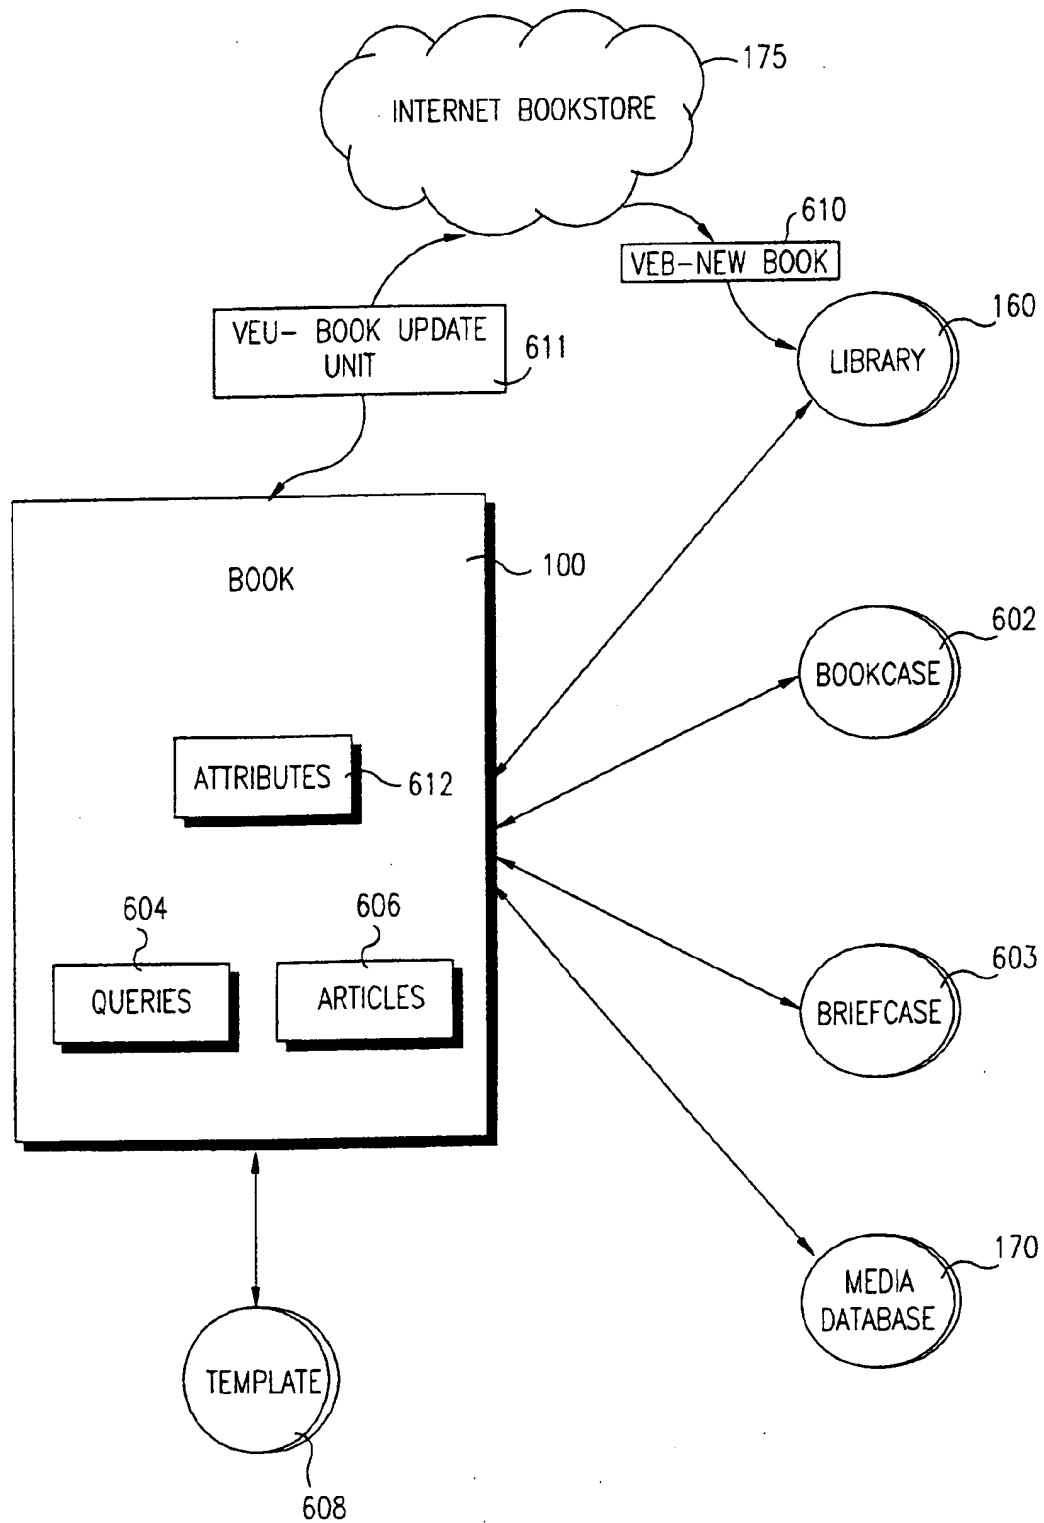 175
INTERNET BOOKSTORE
610
VEB-NEW BOOK
160
LIBRARY
VEU- BOOK UPDATE
UNIT
611
100
BOOK
602
BOOKCASE
ATTRIBUTES
612
604
606
QUERIES
ARTICLES
603
BRIEFCASE
170
MEDIA
DATABASE
TEMPLATE
608